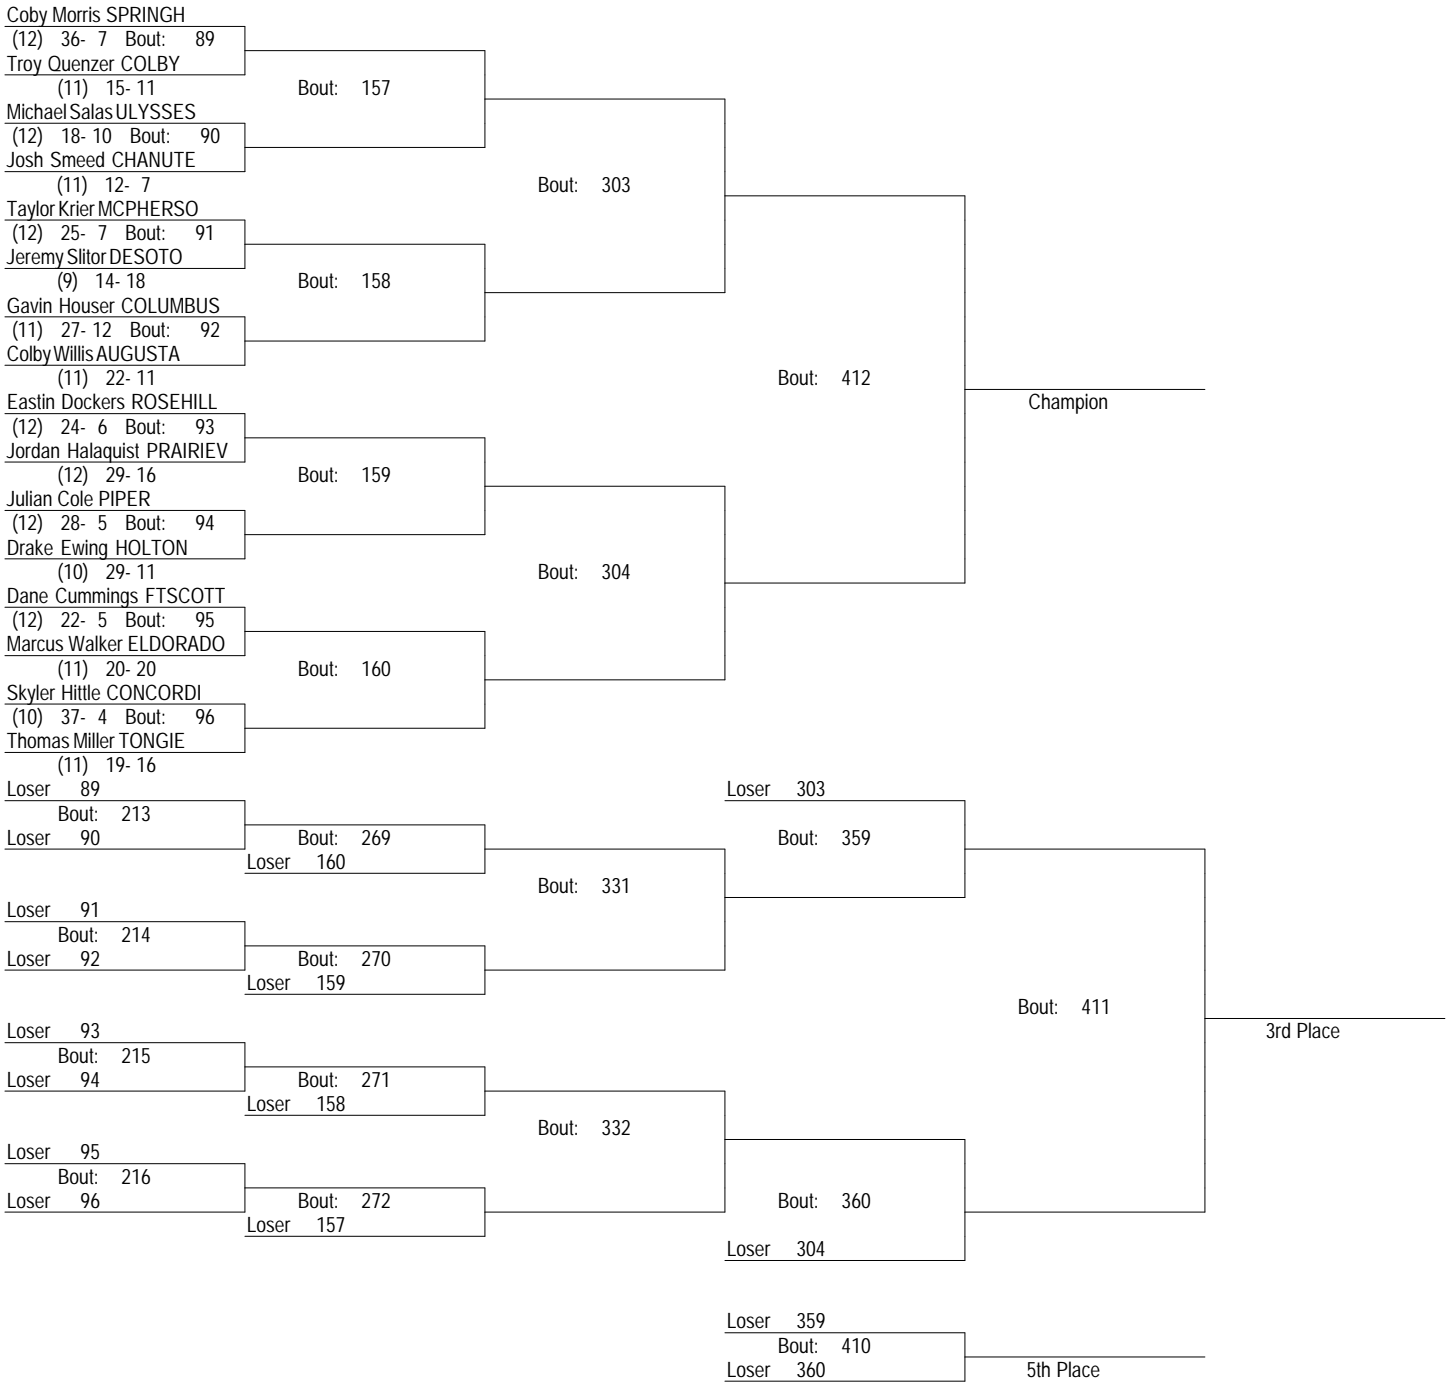 Coby Morris SPRINGH
(12) 36- 7 Bout: 89
Troy Quenzer COLBY
(11) 15- 11
Bout: 157
Michael Salas ULYSSES
(12) 18- 10 Bout: 90
Josh Smeed CHANUTE
(11) 12- 7
Bout: 303
Taylor Krier MCPHERSO
(12) 25- 7 Bout: 91
Jeremy Slitor DESOTO
(9) 14- 18
Bout: 158
Gavin Houser COLUMBUS
(11) 27- 12 Bout: 92
Colby Willis AUGUSTA
(11) 22- 11
Bout: 412
Champion
Eastin Dockers ROSEHILL
(12) 24- 6 Bout: 93
Jordan Halaquist PRAIRIEV
(12) 29- 16
Bout: 159
Julian Cole PIPER
(12) 28- 5 Bout: 94
Drake Ewing HOLTON
(10) 29- 11
Bout: 304
Dane Cummings FTSCOTT
(12) 22- 5 Bout: 95
Marcus Walker ELDORADO
(11) 20- 20
Bout: 160
Skyler Hittle CONCORDI
(10) 37- 4 Bout: 96
Thomas Miller TONGIE
(11) 19- 16
Loser 89
Bout: 213
Loser 90
Bout: 269
Loser 160
Loser 303
Bout: 359
Bout: 331
Loser 91
Bout: 214
Loser 92
Bout: 270
Loser 159
Bout: 411
3rd Place
Loser 93
Bout: 215
Loser 94
Bout: 271
Loser 158
Bout: 332
Loser 95
Bout: 216
Loser 96
Bout: 272
Loser 157
Bout: 360
Loser 304
Loser 359
Bout: 410
Loser 360
5th Place